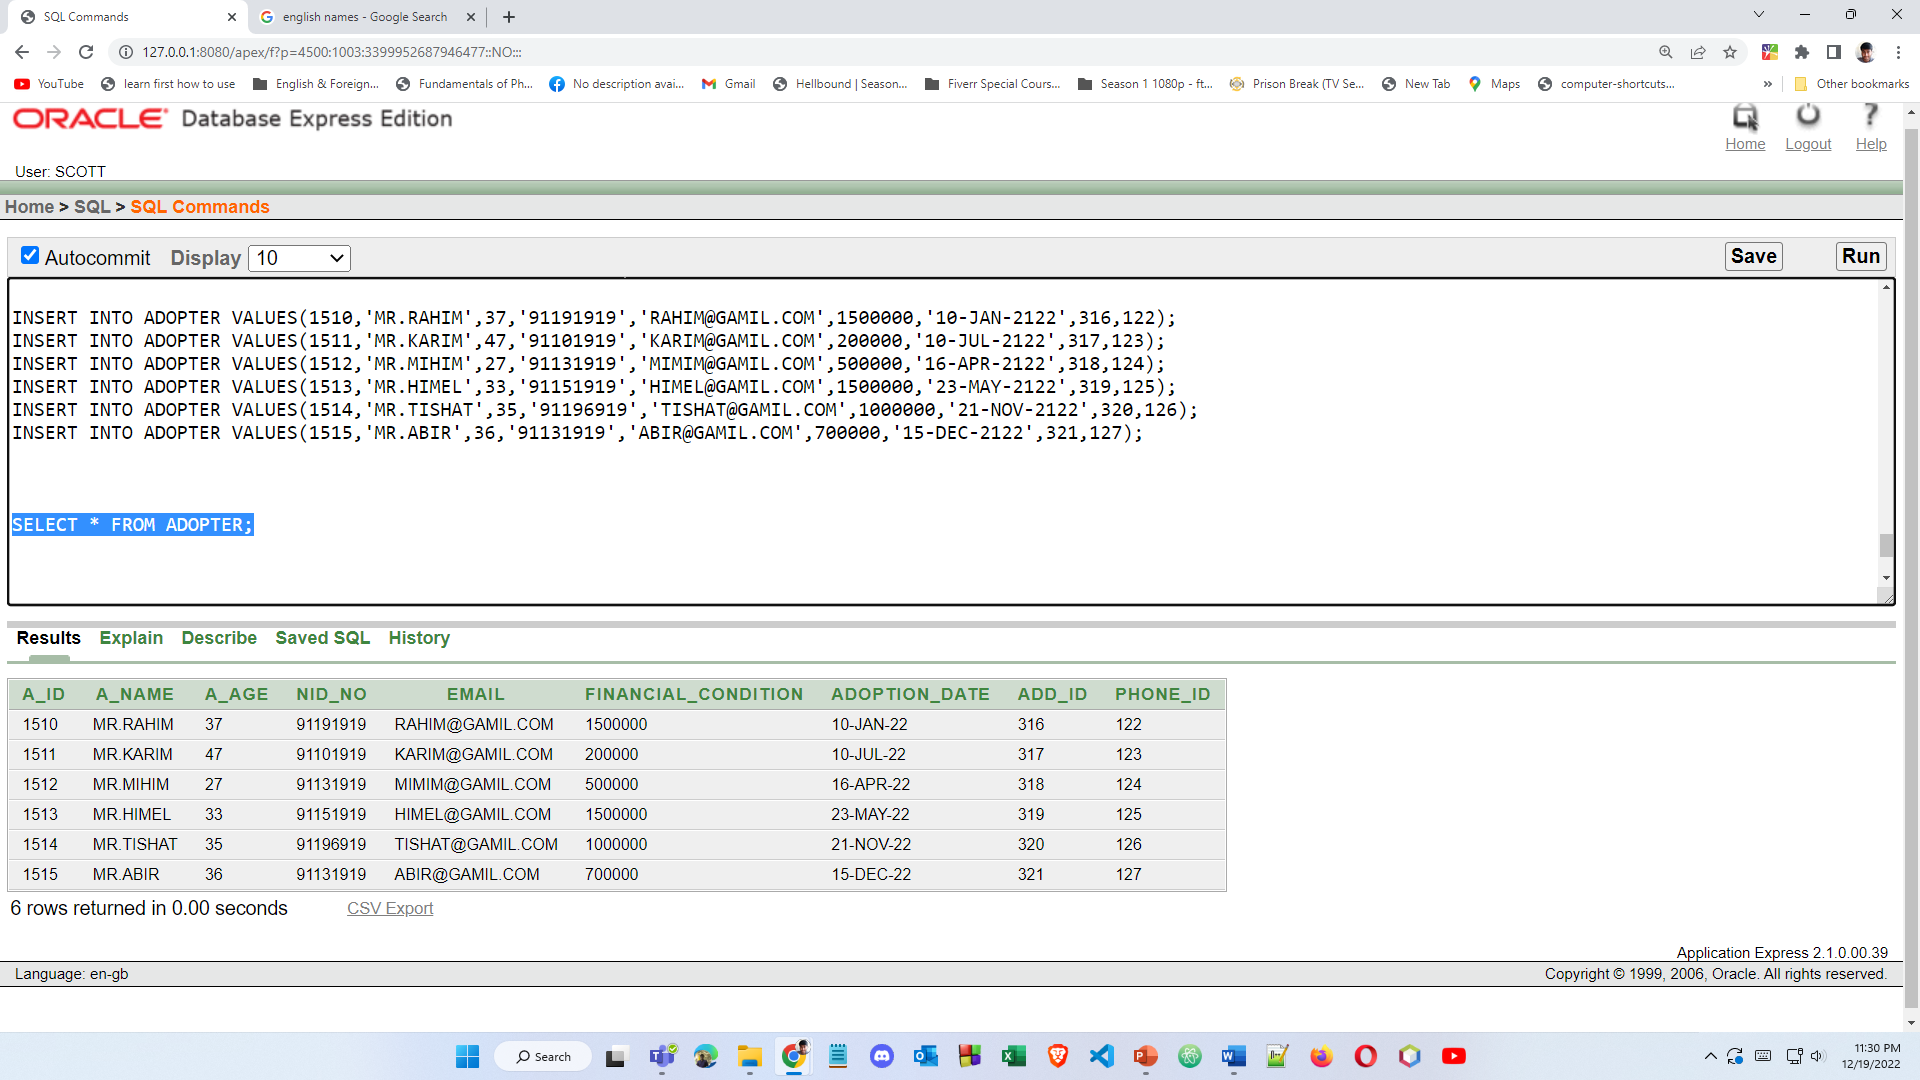 SQL Commands
english names - Google Search
127.0.0.1:8080/apex/f?p=4500:1003:3399952687946477::NO:::
YouTube learn first how to use English & Foreign... Fundamentals of Ph... No description avai... Gmail Hellbound | Season... Fiverr Special Cours... Season 1 1080p - ft... Prison Break (TV Se... New Tab Maps computer-shortcuts... » Other bookmarks
ORACLE Database Express Edition
Home Logout Help
User: SCOTT
Home > SQL > SQL Commands
Autocommit Display 10 Save Run
INSERT INTO ADOPTER VALUES(1510,'MR.RAHIM',37,'91191919','RAHIM@GAMIL.COM',1500000,'10-JAN-2122',316,122);
INSERT INTO ADOPTER VALUES(1511,'MR.KARIM',47,'91101919','KARIM@GAMIL.COM',200000,'10-JUL-2122',317,123);
INSERT INTO ADOPTER VALUES(1512,'MR.MIHIM',27,'91131919','MIMIM@GAMIL.COM',500000,'16-APR-2122',318,124);
INSERT INTO ADOPTER VALUES(1513,'MR.HIMEL',33,'91151919','HIMEL@GAMIL.COM',1500000,'23-MAY-2122',319,125);
INSERT INTO ADOPTER VALUES(1514,'MR.TISHAT',35,'91196919','TISHAT@GAMIL.COM',1000000,'21-NOV-2122',320,126);
INSERT INTO ADOPTER VALUES(1515,'MR.ABIR',36,'91131919','ABIR@GAMIL.COM',700000,'15-DEC-2122',321,127);
SELECT * FROM ADOPTER;
Results Explain Describe Saved SQL History
A_ID A_NAME A_AGE NID_NO EMAIL FINANCIAL_CONDITION ADOPTION_DATE ADD_ID PHONE_ID
1510 MR.RAHIM 37 91191919 RAHIM@GAMIL.COM 1500000 10-JAN-22 316 122
1511 MR.KARIM 47 91101919 KARIM@GAMIL.COM 200000 10-JUL-22 317 123
1512 MR.MIHIM 27 91131919 MIMIM@GAMIL.COM 500000 16-APR-22 318 124
1513 MR.HIMEL 33 91151919 HIMEL@GAMIL.COM 1500000 23-MAY-22 319 125
1514 MR.TISHAT 35 91196919 TISHAT@GAMIL.COM 1000000 21-NOV-22 320 126
1515 MR.ABIR 36 91131919 ABIR@GAMIL.COM 700000 15-DEC-22 321 127
6 rows returned in 0.00 seconds CSV Export
Application Express 2.1.0.00.39
Language: en-gb Copyright © 1999, 2006, Oracle. All rights reserved.
Search
11:30 PM
12/19/2022